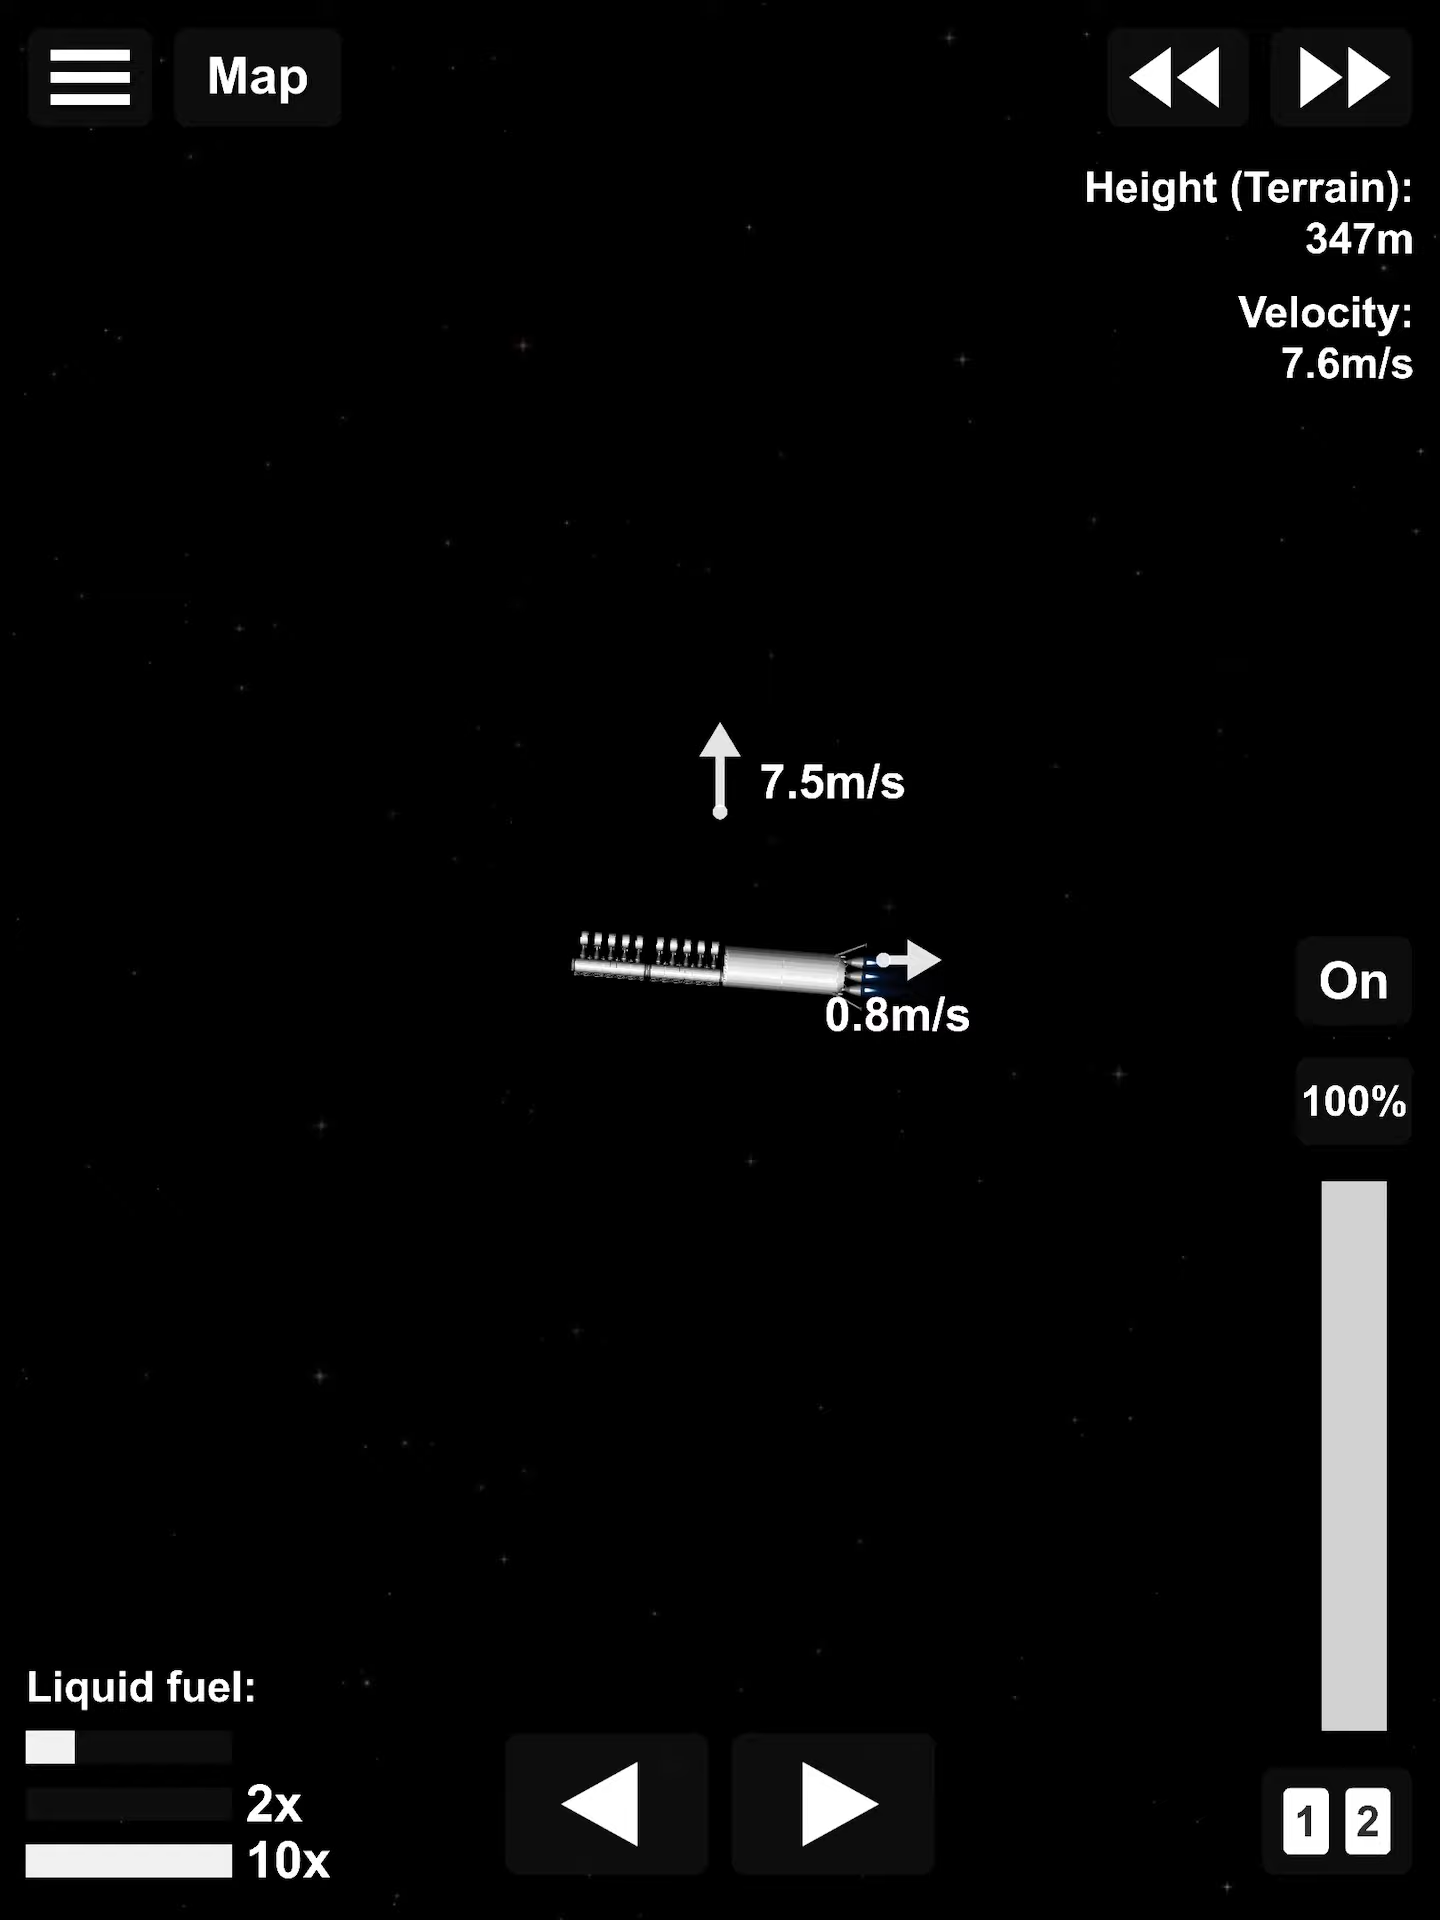 Map
Height (Terrain):
347m
Velocity:
7.6m/s
7.5m/s
0.8m/s
On
100%
Liquid fuel:
2x
10x
1 2